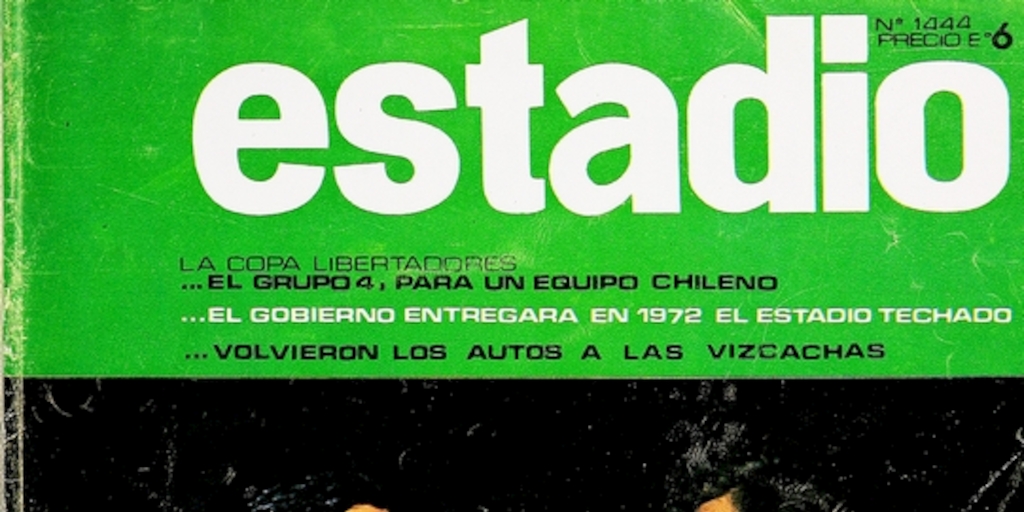 Nº 1444
PRECIO Eº6
estadio
LA COPA LIBERTADORES
...EL GRUPO 4, PARA UN EQUIPO CHILENO
...EL GOBIERNO ENTREGARA EN 1972 EL ESTADIO TECHADO
...VOLVIERON LOS AUTOS A LAS VIZCACHAS